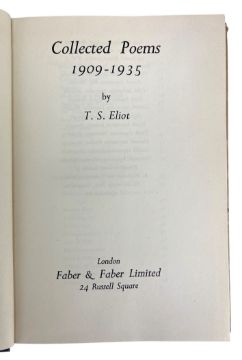 Collected Poems
1909-1935
by
T. S. Eliot
London
Faber & Faber Limited
24 Russell Square